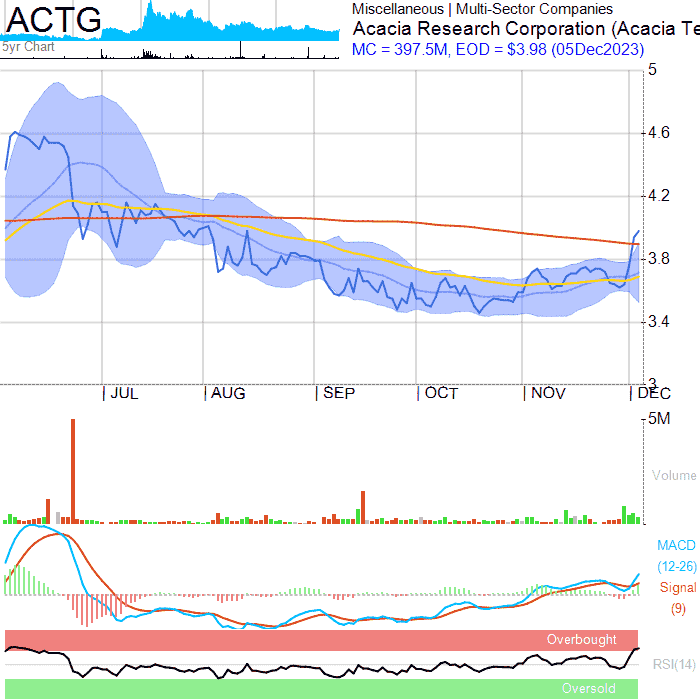 ACTG
5yr Chart
Miscellaneous | Multi-Sector Companies
Acacia Research Corporation (Acacia Te
MC = 397.5M, EOD = $3.98 (05Dec2023)
5
4.6
4.2
3.8
3.4
3
JUL AUG SEP OCT NOV DEC
5M
Volume
MACD
(12-26)
Signal
(9)
Overbought
RSI(14)
Oversold